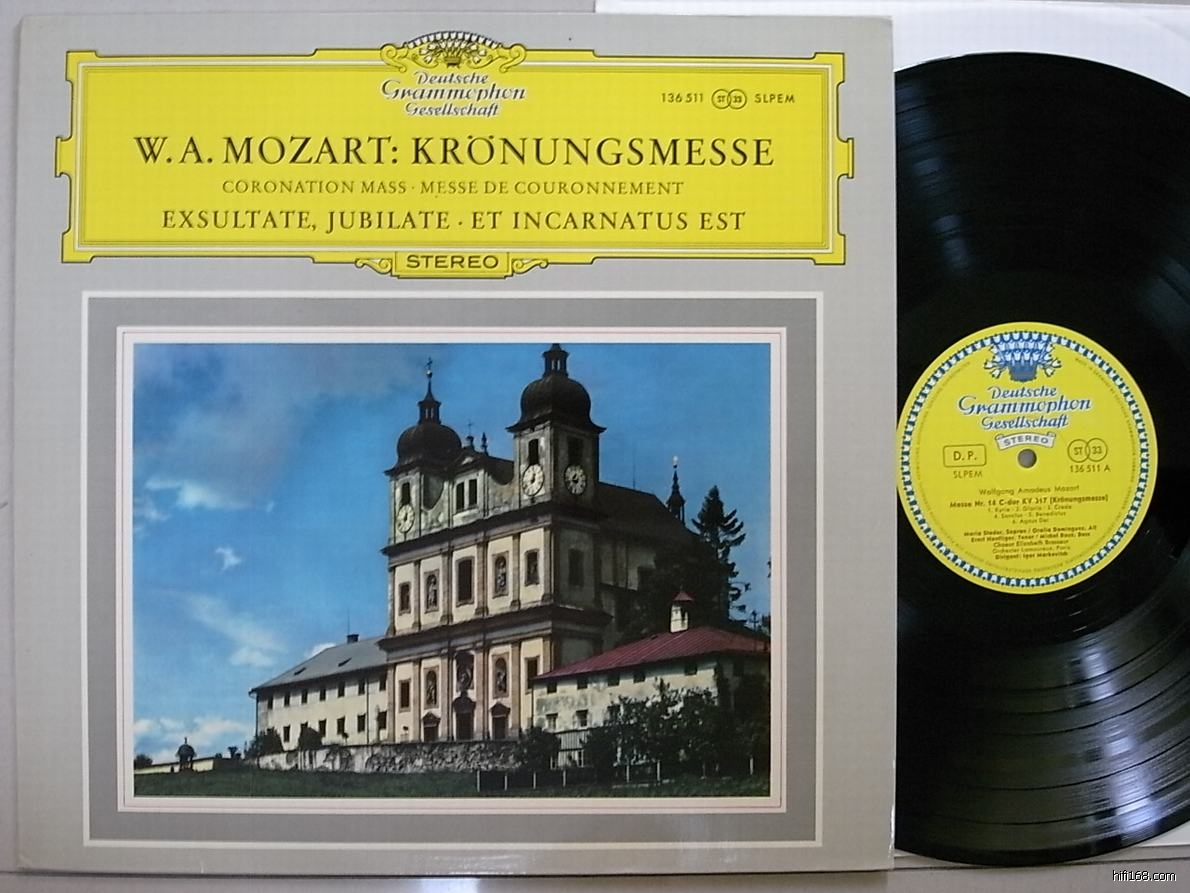 Deutsche
Grammophon
Gesellschaft
136 511 ST 33 SLPEM
W. A. MOZART: KRÖNUNGSMESSE
CORONATION MASS · MESSE DE COURONNEMENT
EXSULTATE, JUBILATE · ET INCARNATUS EST
STEREO
Deutsche
Grammophon
Gesellschaft
STEREO
D. P.
SLPEM
ST 33
136 511 A
Wolfgang Amadeus Mozart
Messe Nr. 14 C-dur KV 317 (Krönungsmesse)
1. Kyrie · 2. Gloria · 3. Credo
4. Sanctus · 5. Benedictus
6. Agnus Dei
Maria Stader, Sopran / Oralia Dominguez, Alt
Ernst Haefliger, Tenor / Michel Roux, Bass
Choeur Elisabeth Brasseur
Orchester Lamoureux, Paris
Dirigent: Igor Markevitch
hifi168.com